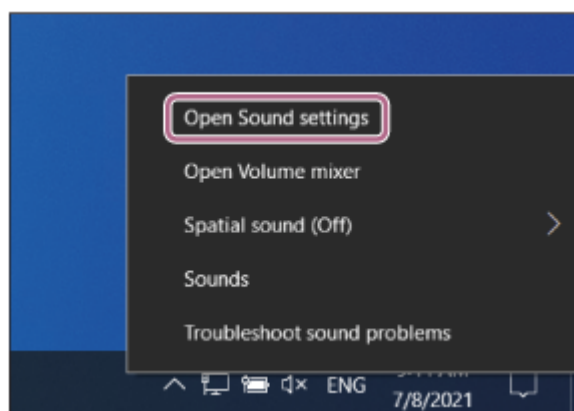 Open Sound settings
Open Volume mixer
Spatial sound (Off)
Sounds
Troubleshoot sound problems
ENG
7/8/2021